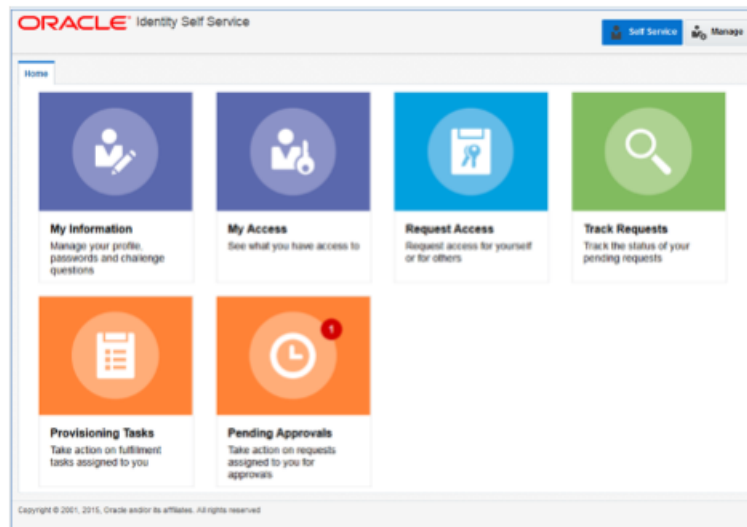 ORACLE® Identity Self Service
Self Service
Manage
Home
My Information
Manage your profile,
passwords and challenge
questions
My Access
See what you have access to
Request Access
Request access for yourself
or for others
Track Requests
Track the status of your
pending requests
1
Provisioning Tasks
Take action on fulfillment
tasks assigned to you
Pending Approvals
Take action on requests
assigned to you for
approvals
Copyright © 2001, 2015, Oracle and/or its affiliates. All rights reserved